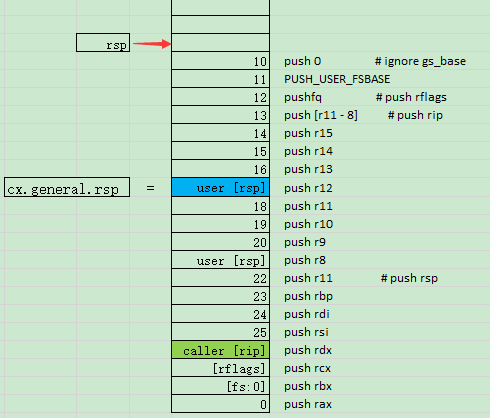 rsp
10 push 0 # ignore gs_base
11 PUSH_USER_FSBASE
12 pushfq # push rflags
13 push [r11 - 8] # push rip
14 push r15
15 push r14
16 push r13
cx.general.rsp = user [rsp] push r12
18 push r11
19 push r10
20 push r9
user [rsp] push r8
22 push r11 # push rsp
23 push rbp
24 push rdi
25 push rsi
caller [rip] push rdx
[rflags] push rcx
[fs:0] push rbx
0 push rax